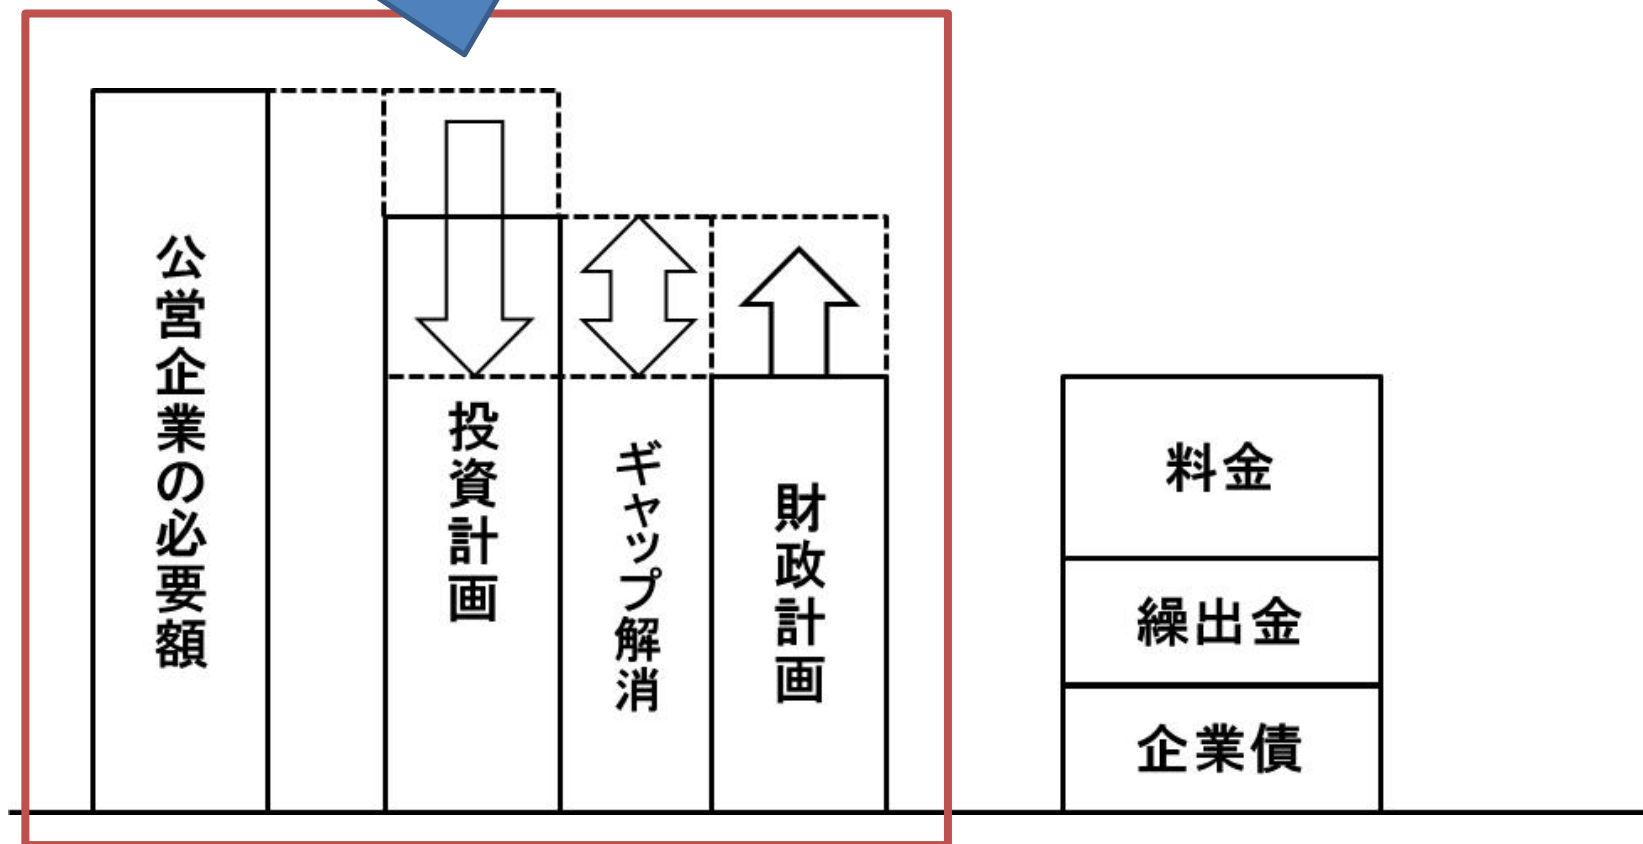 公営企業の必要額
投資計画
ギャップ解消
財政計画
料金
繰出金
企業債